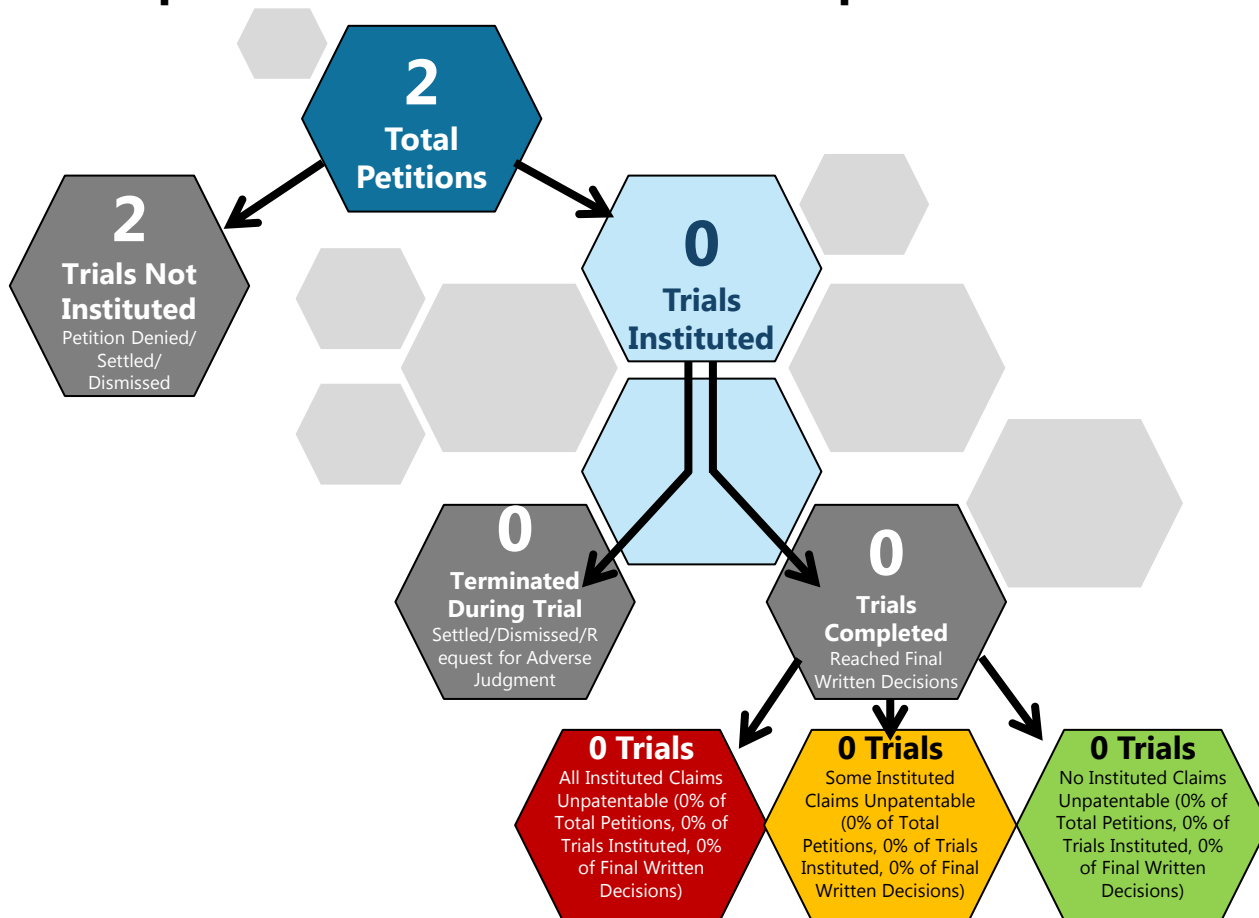 2
Total
Petitions
2
Trials Not
Instituted
Petition Denied/
Settled/
Dismissed
0
Trials
Instituted
0
Terminated
During Trial
Settled/Dismissed/R
equest for Adverse
Judgment
0
Trials
Completed
Reached Final
Written Decisions
0 Trials
All Instituted Claims
Unpatentable (0% of
Total Petitions, 0% of
Trials Instituted, 0%
of Final Written
Decisions)
0 Trials
Some Instituted
Claims Unpatentable
(0% of Total
Petitions, 0% of Trials
Instituted, 0% of Final
Written Decisions)
0 Trials
No Instituted Claims
Unpatentable (0% of
Total Petitions, 0% of
Trials Instituted, 0%
of Final Written
Decisions)